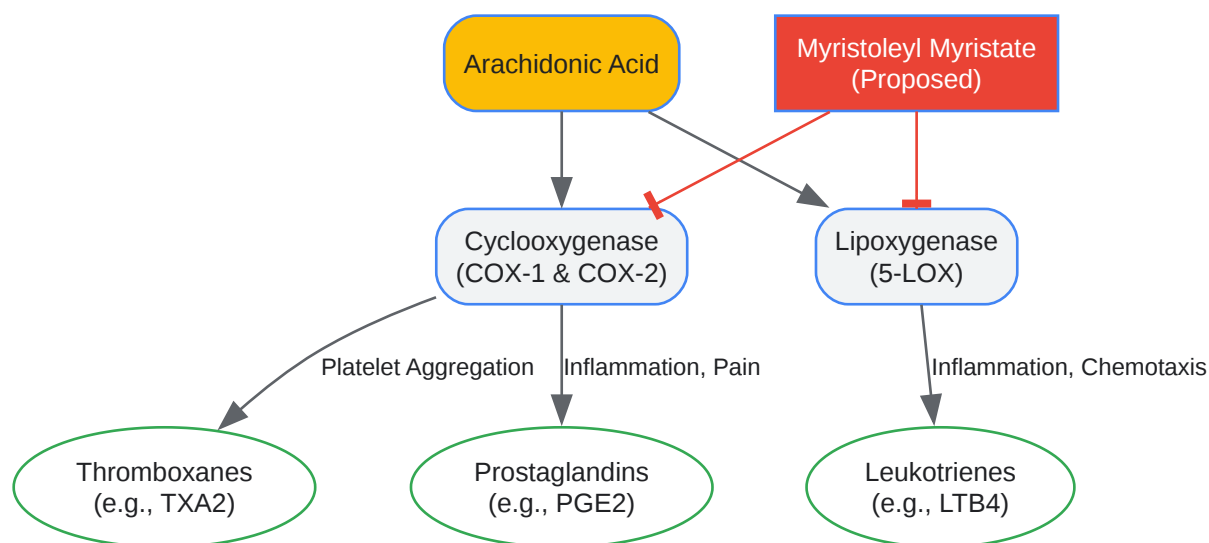 Arachidonic Acid
Myristoleyl Myristate
(Proposed)
Cyclooxygenase
(COX-1 & COX-2)
Lipoxygenase
(5-LOX)
Platelet Aggregation
Inflammation, Pain
Inflammation, Chemotaxis
Thromboxanes
(e.g., TXA2)
Prostaglandins
(e.g., PGE2)
Leukotrienes
(e.g., LTB4)